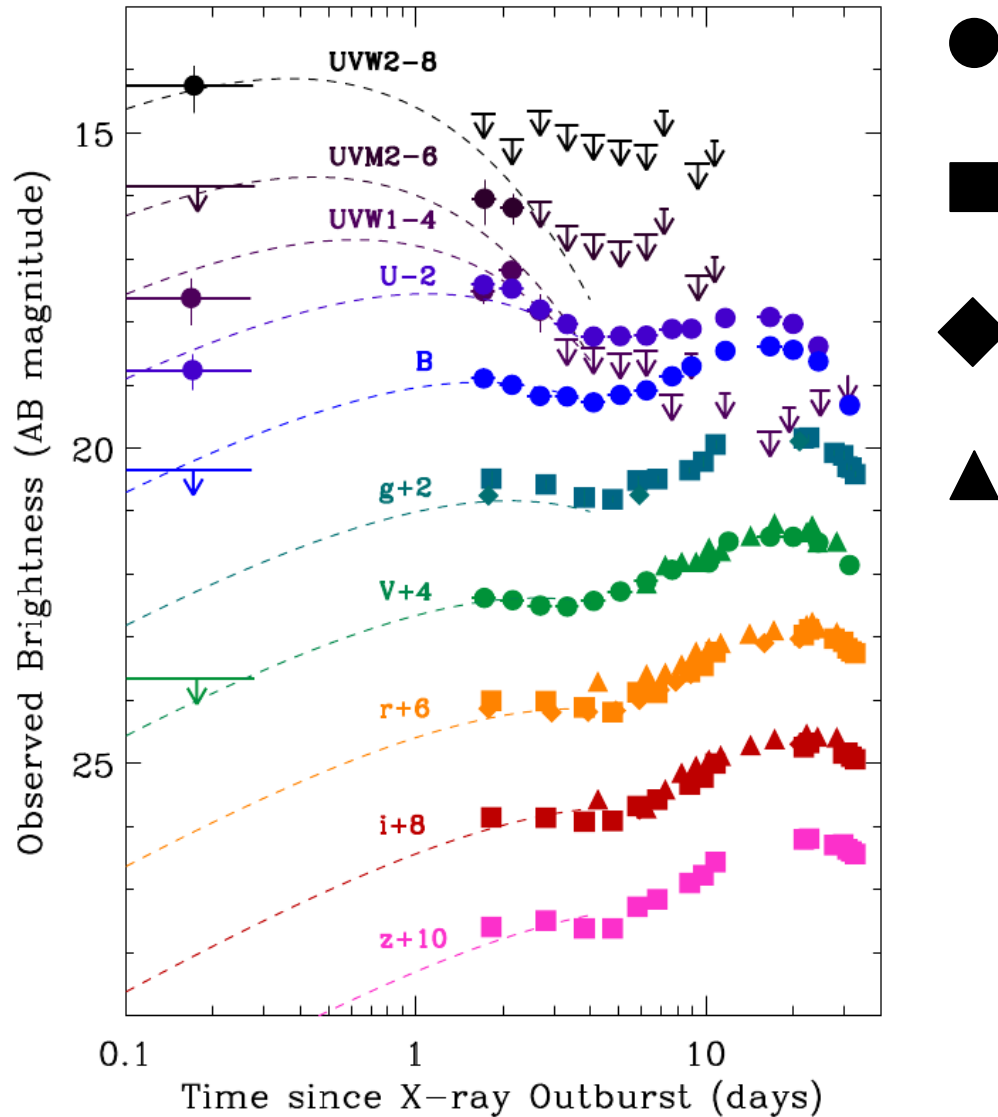 UVW2-8
15
UVM2-6
UVW1-4
U-2
B
20
g+2
V+4
r+6
25
i+8
z+10
0.1
1
10
Time since X-ray Outburst (days)
Observed Brightness (AB magnitude)